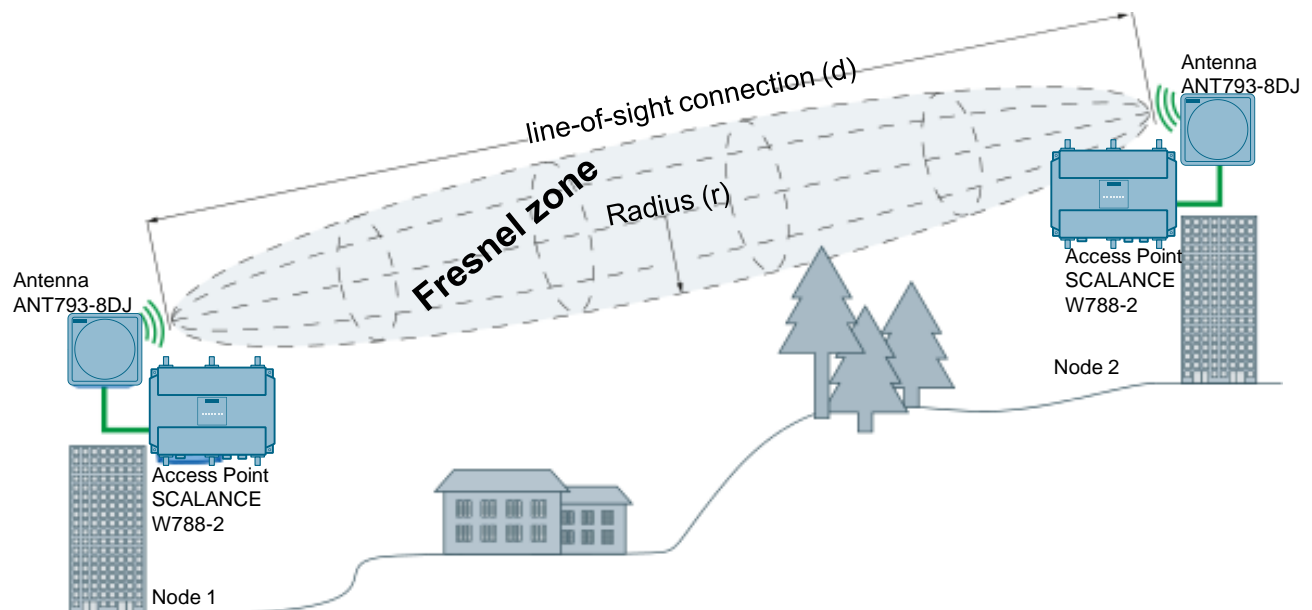 line-of-sight connection (d)
Antenna
ANT793-8DJ
Fresnel zone
Radius (r)
Access Point
SCALANCE
W788-2
Antenna
ANT793-8DJ
Node 2
Access Point
SCALANCE
W788-2
Node 1